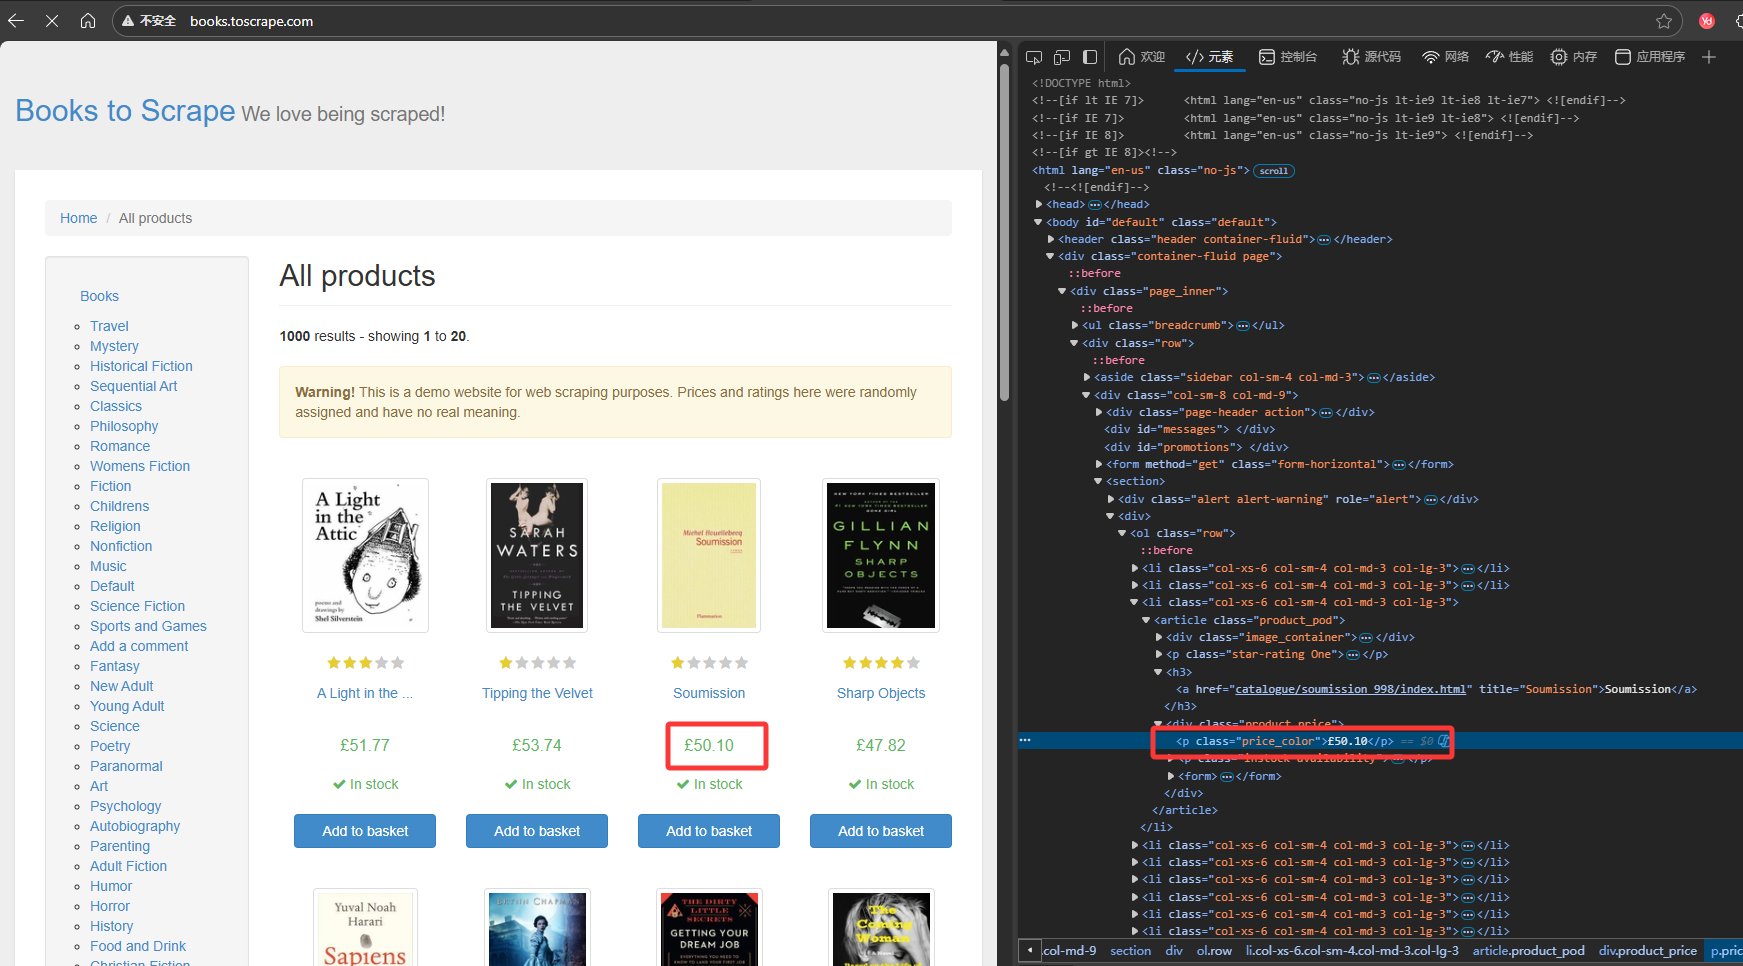 不安全 books.toscrape.com
Books to Scrape We love being scraped!
Home / All products
Books
Travel
Mystery
Historical Fiction
Sequential Art
Classics
Philosophy
Romance
Womens Fiction
Fiction
Childrens
Religion
Nonfiction
Music
Default
Science Fiction
Sports and Games
Add a comment
Fantasy
New Adult
Young Adult
Science
Poetry
Paranormal
Art
Psychology
Autobiography
Parenting
Adult Fiction
Humor
Horror
History
Food and Drink
Christian Fiction
All products
1000 results - showing 1 to 20.
Warning! This is a demo website for web scraping purposes. Prices and ratings here were randomly
assigned and have no real meaning.
A Light
in the
Attic
poems and
drawings by
Shel Silverstein
SARAH
WATERS
TIPPING
THE VELVET
Michel Houellebecq
Soumission
Flammarion
NEW YORK TIMES BESTSELLER
GILLIAN
FLYNN
SHARP
OBJECTS
A Light in the ...
Tipping the Velvet
Soumission
Sharp Objects
£51.77
£53.74
£50.10
£47.82
In stock
In stock
In stock
In stock
Add to basket
Add to basket
Add to basket
Add to basket
Yuval Noah
Harari
Sapiens
THE DIRTY
LITTLE
SECRETS
GETTING YOUR
DREAM JOB
The
Coming
Woman
欢迎 元素 控制台 源代码 网络 性能 内存 应用程序
<!DOCTYPE html>
<!--[if lt IE 7]> <html lang="en-us" class="no-js lt-ie9 lt-ie8 lt-ie7"> <![endif]-->
<!--[if IE 7]> <html lang="en-us" class="no-js lt-ie9 lt-ie8"> <![endif]-->
<!--[if IE 8]> <html lang="en-us" class="no-js lt-ie9"> <![endif]-->
<!--[if gt IE 8]><!-->
<html lang="en-us" class="no-js"> scroll
<!--<![endif]-->
<head> ⋯ </head>
<body id="default" class="default">
<header class="header container-fluid"> ⋯ </header>
<div class="container-fluid page">
::before
<div class="page_inner">
::before
<ul class="breadcrumb"> ⋯ </ul>
<div class="row">
::before
<aside class="sidebar col-sm-4 col-md-3"> ⋯ </aside>
<div class="col-sm-8 col-md-9">
<div class="page-header action"> ⋯ </div>
<div id="messages"> </div>
<div id="promotions"> </div>
<form method="get" class="form-horizontal"> ⋯ </form>
<section>
<div class="alert alert-warning" role="alert"> ⋯ </div>
<div>
<ol class="row">
::before
<li class="col-xs-6 col-sm-4 col-md-3 col-lg-3"> ⋯ </li>
<li class="col-xs-6 col-sm-4 col-md-3 col-lg-3"> ⋯ </li>
<li class="col-xs-6 col-sm-4 col-md-3 col-lg-3">
<article class="product_pod">
<div class="image_container"> ⋯ </div>
<p class="star-rating One"> ⋯ </p>
<h3>
<a href="catalogue/soumission_998/index.html" title="Soumission">Soumission</a>
</h3>
<div class="product_price">
<p class="price_color">£50.10</p> == $0
<p class="instock availability"> ⋯ </p>
<form> ⋯ </form>
</div>
</article>
</li>
<li class="col-xs-6 col-sm-4 col-md-3 col-lg-3"> ⋯ </li>
<li class="col-xs-6 col-sm-4 col-md-3 col-lg-3"> ⋯ </li>
<li class="col-xs-6 col-sm-4 col-md-3 col-lg-3"> ⋯ </li>
<li class="col-xs-6 col-sm-4 col-md-3 col-lg-3"> ⋯ </li>
<li class="col-xs-6 col-sm-4 col-md-3 col-lg-3"> ⋯ </li>
<li class="col-xs-6 col-sm-4 col-md-3 col-lg-3"> ⋯ </li>
.col-md-9 section div ol.row li.col-xs-6.col-sm-4.col-md-3.col-lg-3 article.product_pod div.product_price p.pric